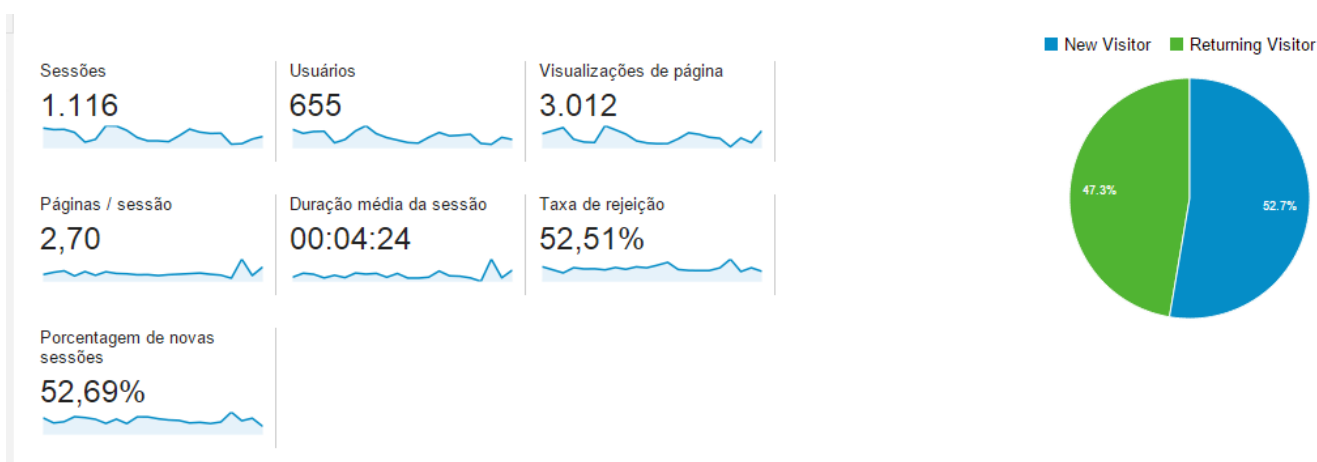 New Visitor
Returning Visitor
Sessões
1.116
Usuários
655
Visualizações de página
3.012
Páginas / sessão
2,70
Duração média da sessão
00:04:24
Taxa de rejeição
52,51%
Porcentagem de novas
sessões
52,69%
47.3%
52.7%